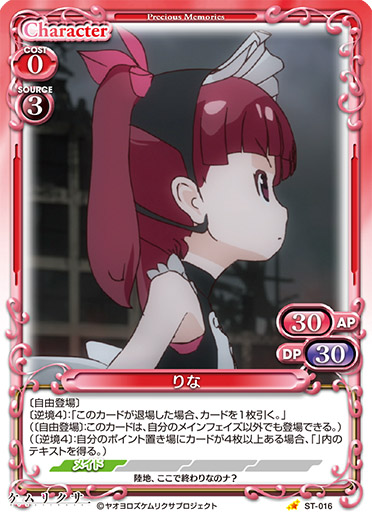 Precious Memories
Character
COST
0
SOURCE
3
30 AP
DP 30
りな
〔自由登場〕
〔逆境4〕:「このカードが退場した場合、カードを1枚引く。」
(〔自由登場〕:このカードは、自分のメインフェイズ以外でも登場できる。)
(〔逆境4〕:自分のポイント置き場にカードが4枚以上ある場合、「」内の
テキストを得る。)
メイド
陸地、ここで終わりなのナ?
ケムリクサ
©ヤオヨロズケムリクサプロジェクト
ST-016